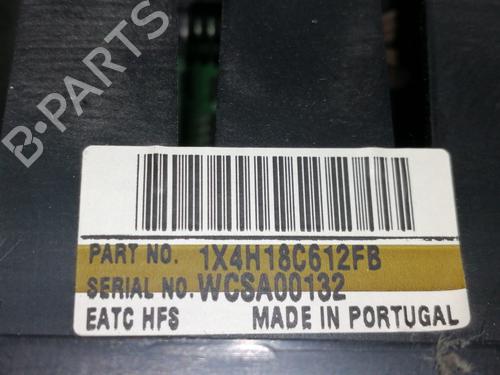 B-PARTS
PART NO. 1X4H18C612FB
SERIAL NO. WCSA00132
EATC HFS MADE IN PORTUGAL